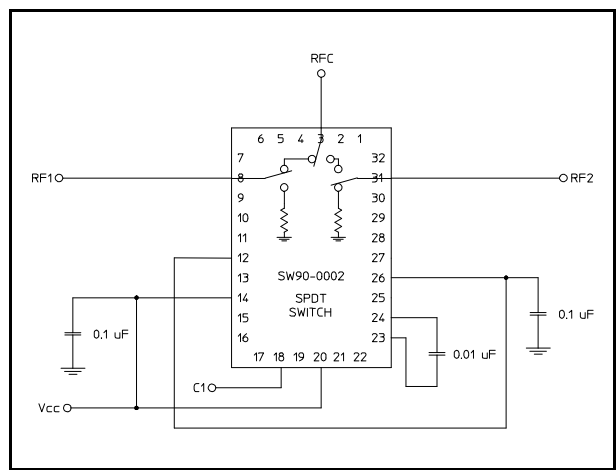 RFC
6 5 4 3 2 1
7 32
RF1 8 31 RF2
9 30
10 29
11 28
12 27
13 SW90-0002 26
14 SPDT 25
SWITCH
15 24
16 23
0.1 uF
0.1 uF
0.01 uF
17 18 19 20 21 22
C1
Vcc